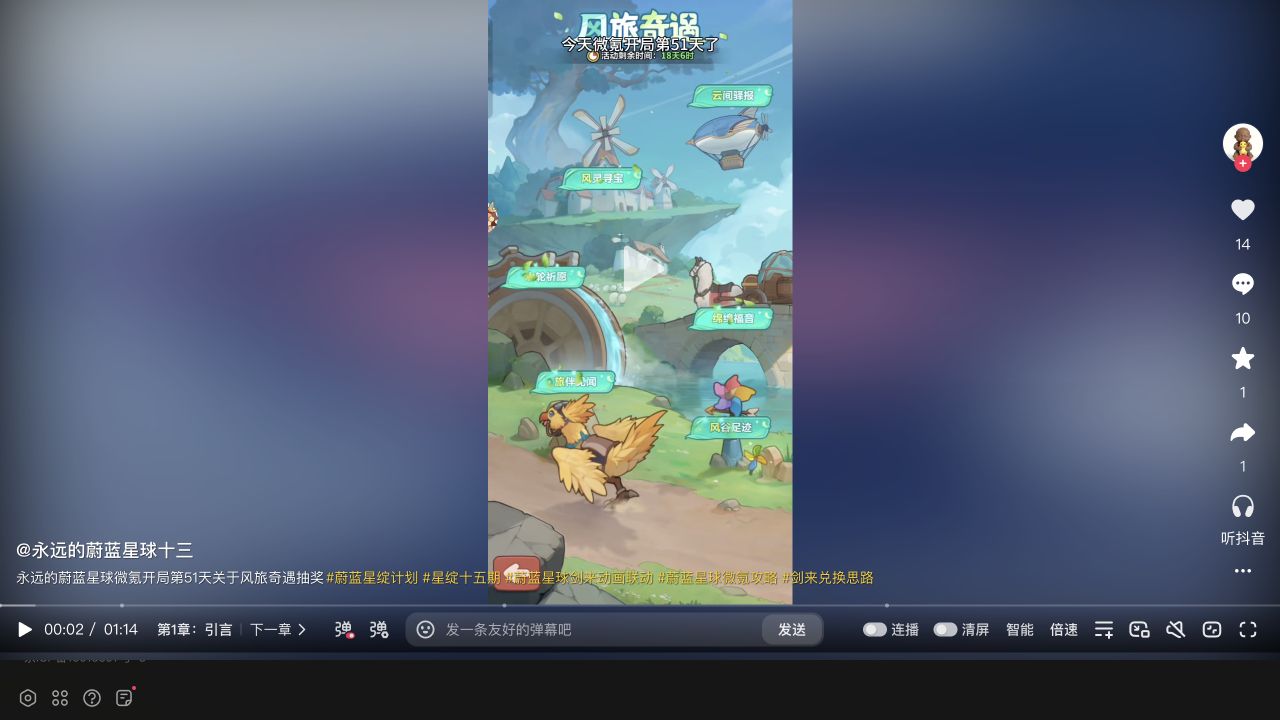 风旅奇遇
今天微氪开局第51天了
活动剩余时间：18天6时
云间驿报
风灵寻宝
轮祈愿
绵绵福音
旅伴见闻
风谷足迹
14
10
1
1
听抖音
@永远的蔚蓝星球十三
永远的蔚蓝星球微氪开局第51天关于风旅奇遇抽奖#蔚蓝星绽计划 #星绽十五期 #蔚蓝星球剑来动画联动 #蔚蓝星球微氪攻略 #剑来兑换思路
00:02 / 01:14 第1章：引言 下一章 弹 弹 发一条友好的弹幕吧 发送 连播 清屏 智能 倍速